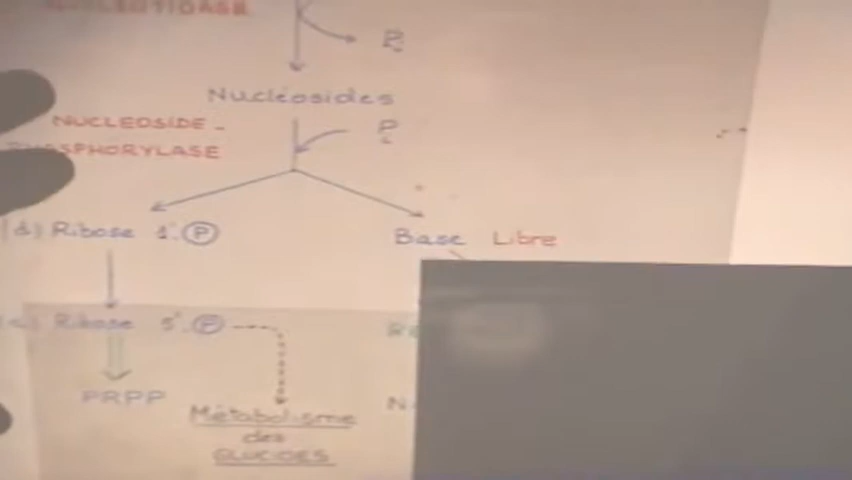 Pi
Nucléosides
NUCLEOSIDE -
Pi
PHOSPHORYLASE
(d) Ribose 1'. P
Base Libre
Ribose 5'. P
PRPP
Métabolisme
des
GLUCIDES